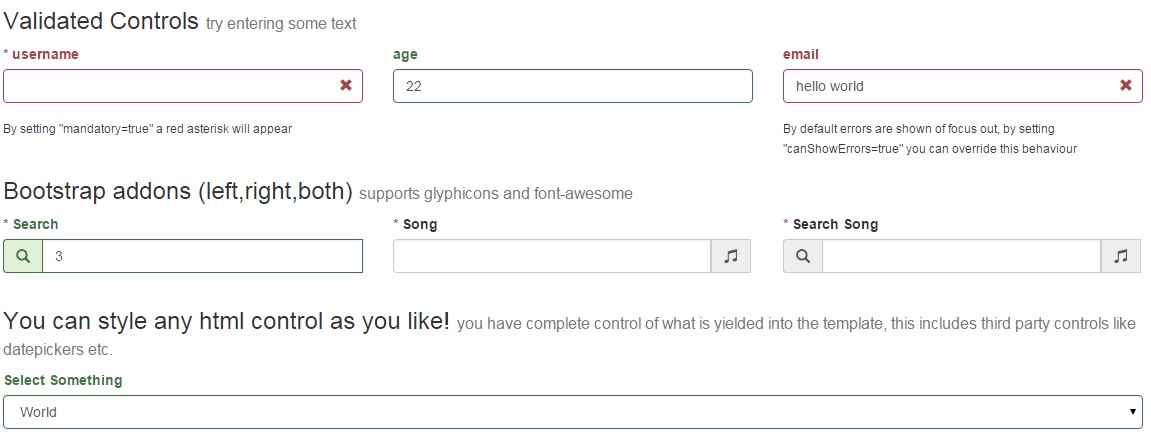 Validated Controls try entering some text
* username
age
email
22
hello world
By setting "mandatory=true" a red asterisk will appear
By default errors are shown of focus out, by setting
"canShowErrors=true" you can override this behaviour
Bootstrap addons (left,right,both) supports glyphicons and font-awesome
* Search
* Song
* Search Song
3
You can style any html control as you like! you have complete control of what is yielded into the template, this includes third party controls like
datepickers etc.
Select Something
World